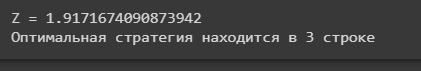 Z = 1.9171674090873942
Оптимальная стратегия находится в 3 строке